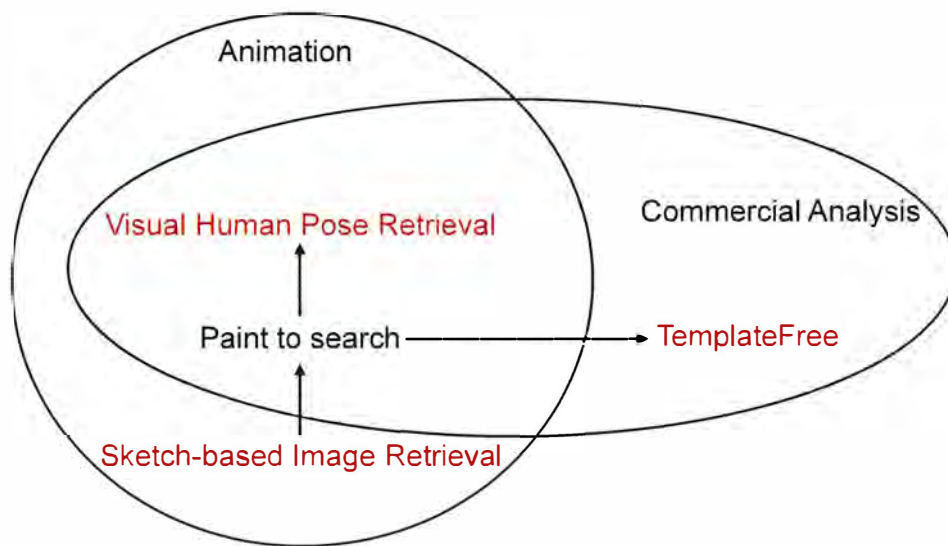 Animation
Visual Human Pose Retrieval
Commercial Analysis
Paint to search
TemplateFree
Sketch-based Image Retrieval